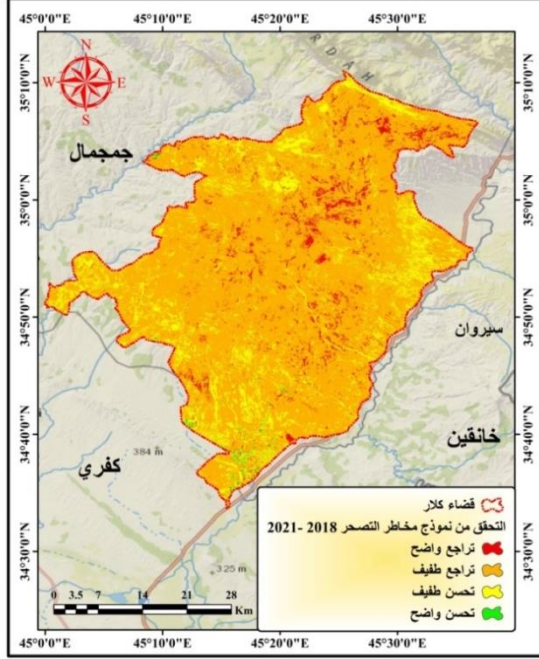 45°0'0"E
45°10'0"E
45°20'0"E
45°30'0"E
N
W E
S
RDAH
35°10'0"N
35°10'0"N
جمجمال
35°0'0"N
35°0'0"N
34°50'0"N
34°50'0"N
سيروان
34°40'0"N
34°40'0"N
خانقين
384 m
كفري
قضاء كلار
التحقق من نموذج مخاطر التصحر 2018 -2021
تراجع واضح
تراجع طفيف
تحسن طفيف
تحسن واضح
34°30'0"N
34°30'0"N
325 m
0 3.5 7 14 21 28
Km
45°0'0"E
45°10'0"E
45°20'0"E
45°30'0"E